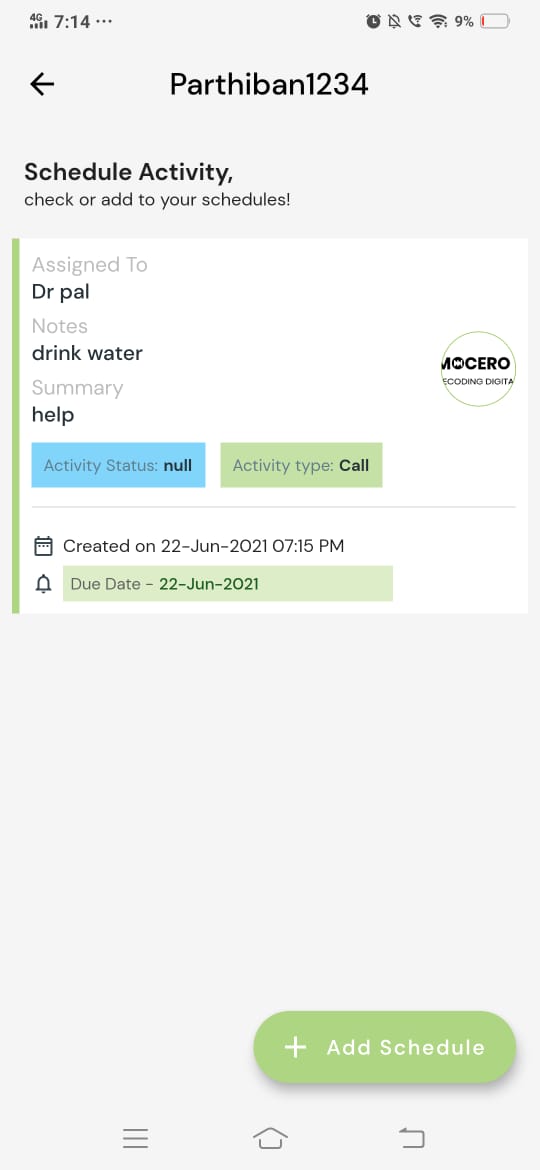 4G 7:14 ... 9%
Parthiban1234
Schedule Activity,
check or add to your schedules!
Assigned To
Dr pal
Notes
drink water
MOCERO
ECODING DIGITA
Summary
help
Activity Status: null Activity type: Call
Created on 22-Jun-2021 07:15 PM
Due Date - 22-Jun-2021
+ Add Schedule